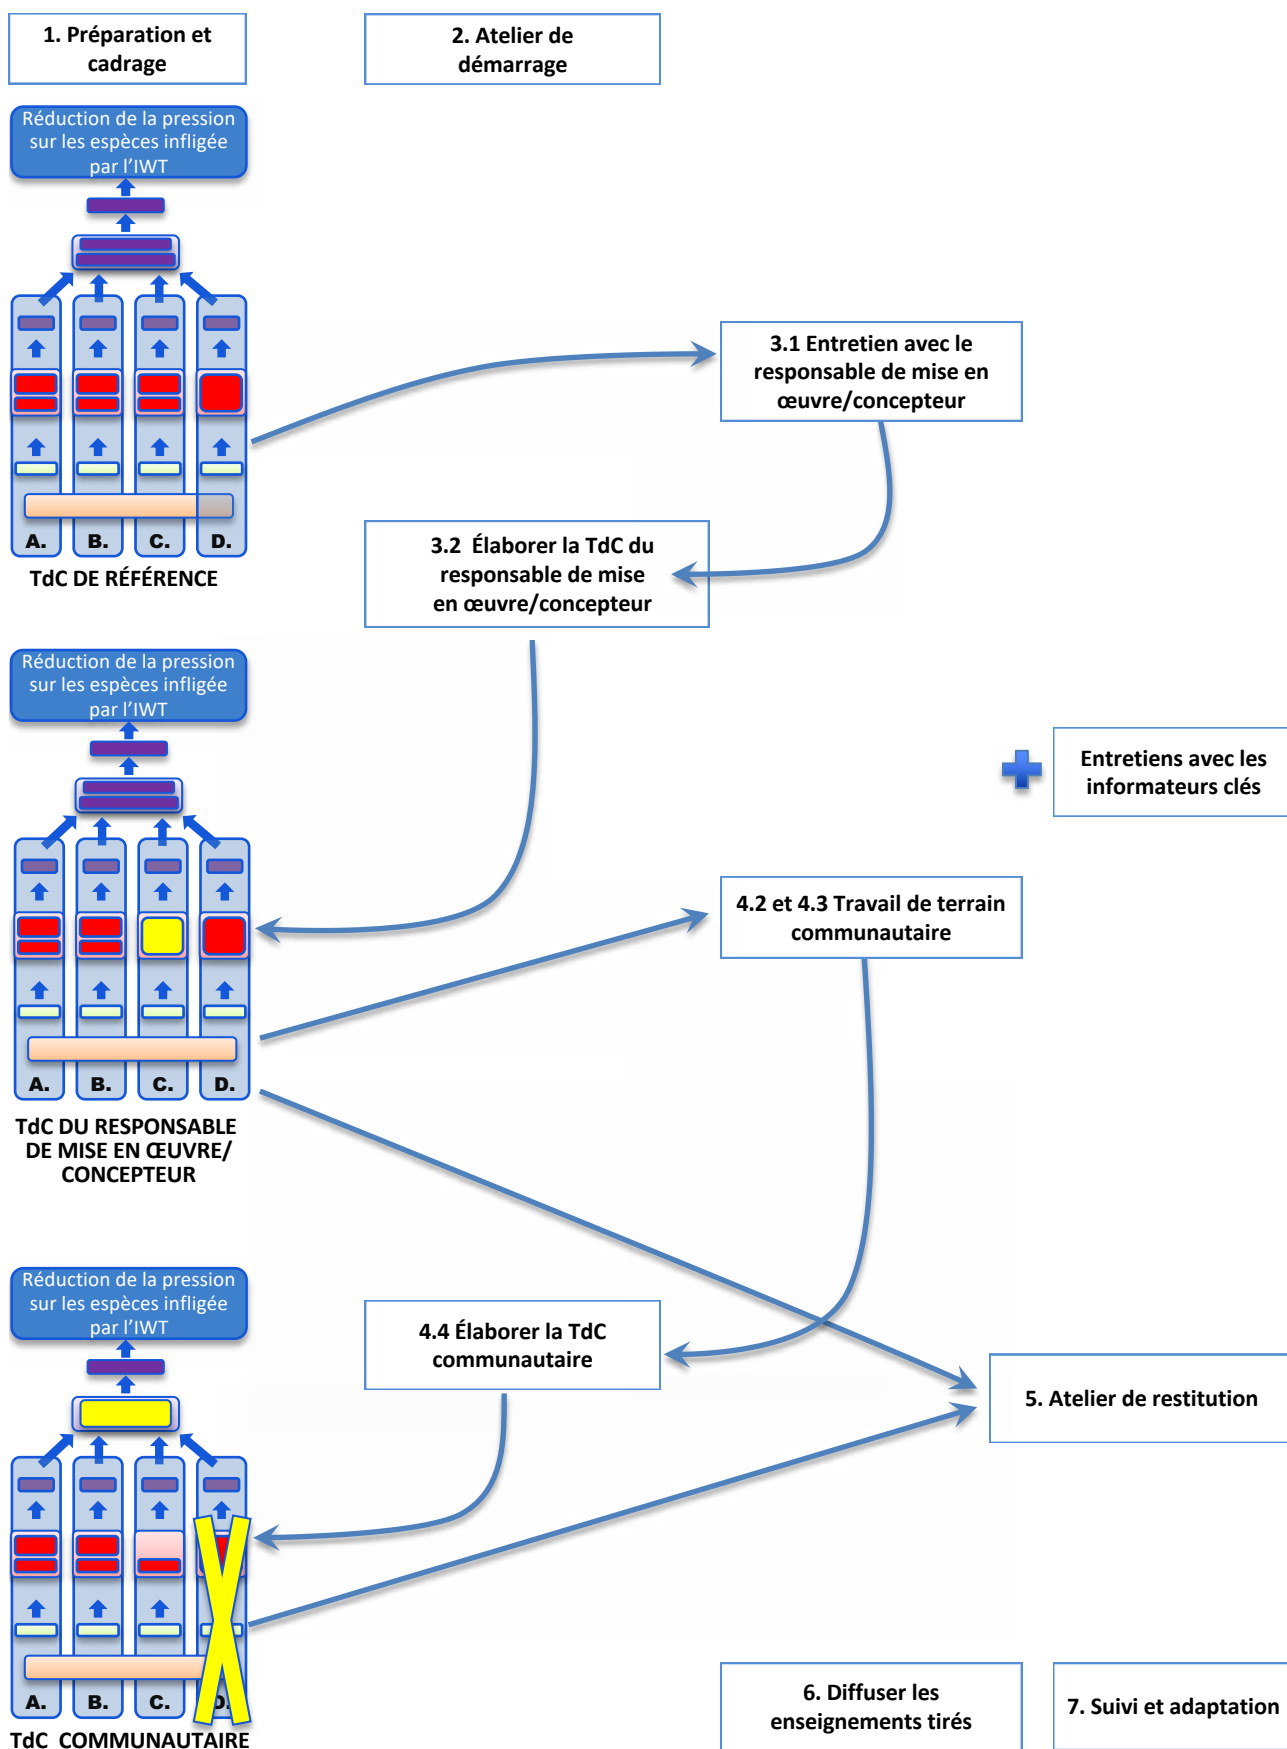 1. Préparation et
cadrage
2. Atelier de
démarrage
Réduction de la pression
sur les espèces infligée
par l'IWT
A. B. C. D.
TdC DE RÉFÉRENCE
3.1 Entretien avec le
responsable de mise en
œuvre/concepteur
3.2 Élaborer la TdC du
responsable de mise
en œuvre/concepteur
Réduction de la pression
sur les espèces infligée
par l'IWT
A. B. C. D.
TdC DU RESPONSABLE
DE MISE EN ŒUVRE/
CONCEPTEUR
Entretiens avec les
informateurs clés
4.2 et 4.3 Travail de terrain
communautaire
Réduction de la pression
sur les espèces infligée
par l'IWT
A. B. C. D.
TdC COMMUNAUTAIRE
4.4 Élaborer la TdC
communautaire
5. Atelier de restitution
6. Diffuser les
enseignements tirés
7. Suivi et adaptation